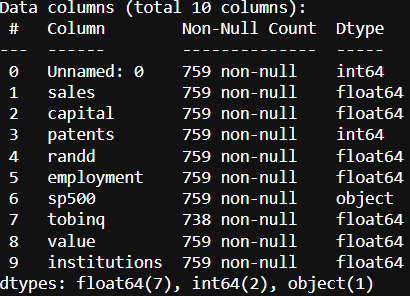 Data columns (total 10 columns):
 #   Column        Non-Null Count  Dtype
---  ------        --------------  -----
 0   Unnamed: 0    759 non-null    int64
 1   sales         759 non-null    float64
 2   capital       759 non-null    float64
 3   patents       759 non-null    int64
 4   randd         759 non-null    float64
 5   employment    759 non-null    float64
 6   sp500         759 non-null    object
 7   tobinq        738 non-null    float64
 8   value         759 non-null    float64
 9   institutions  759 non-null    float64
dtypes: float64(7), int64(2), object(1)